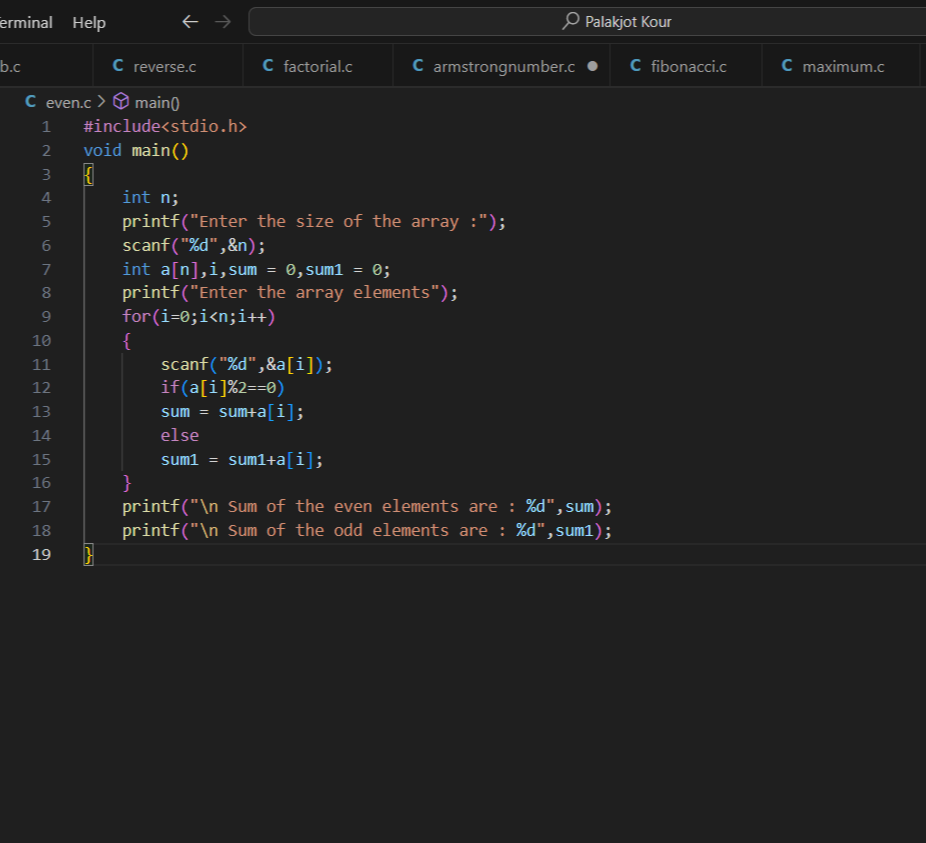 erminal Help ← → Palakjot Kour
b.c C reverse.c C factorial.c C armstrongnumber.c ● C fibonacci.c C maximum.c
C even.c > main()
1 #include<stdio.h>
2 void main()
3 {
4 int n;
5 printf("Enter the size of the array :");
6 scanf("%d",&n);
7 int a[n],i,sum = 0,sum1 = 0;
8 printf("Enter the array elements");
9 for(i=0;i<n;i++)
10 {
11 scanf("%d",&a[i]);
12 if(a[i]%2==0)
13 sum = sum+a[i];
14 else
15 sum1 = sum1+a[i];
16 }
17 printf("\n Sum of the even elements are : %d",sum);
18 printf("\n Sum of the odd elements are : %d",sum1);
19 }